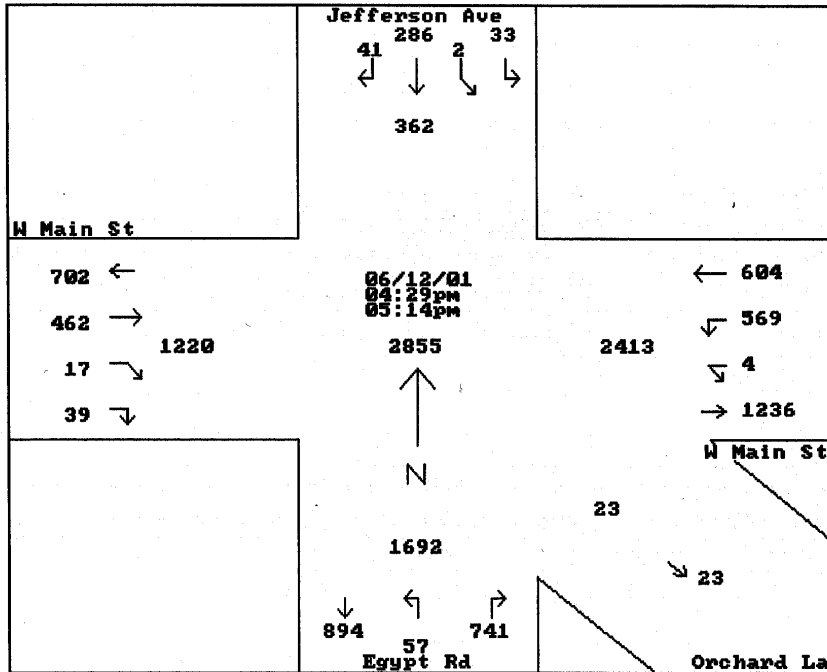 Jefferson Ave
286 33
41 2
362
W Main St
702
462
1220
17
39
06/12/01
04:29pm
05:14pm
2855
N
604
569
2413
4
1236
W Main St
23
23
1692
894 57 741
Egypt Rd
Orchard La